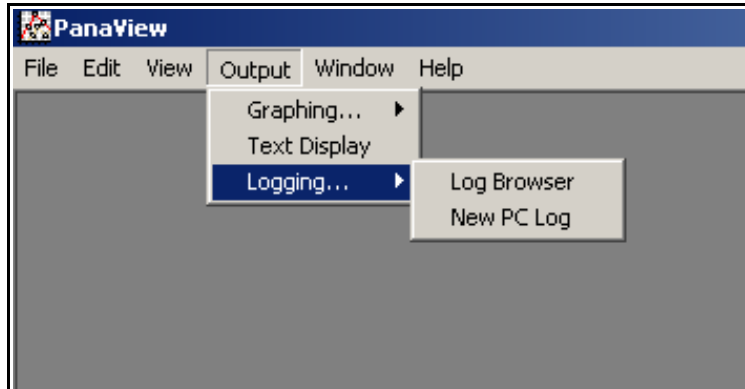 PanaView
File Edit View Output Window Help
Graphing...
Text Display
Logging...
Log Browser
New PC Log